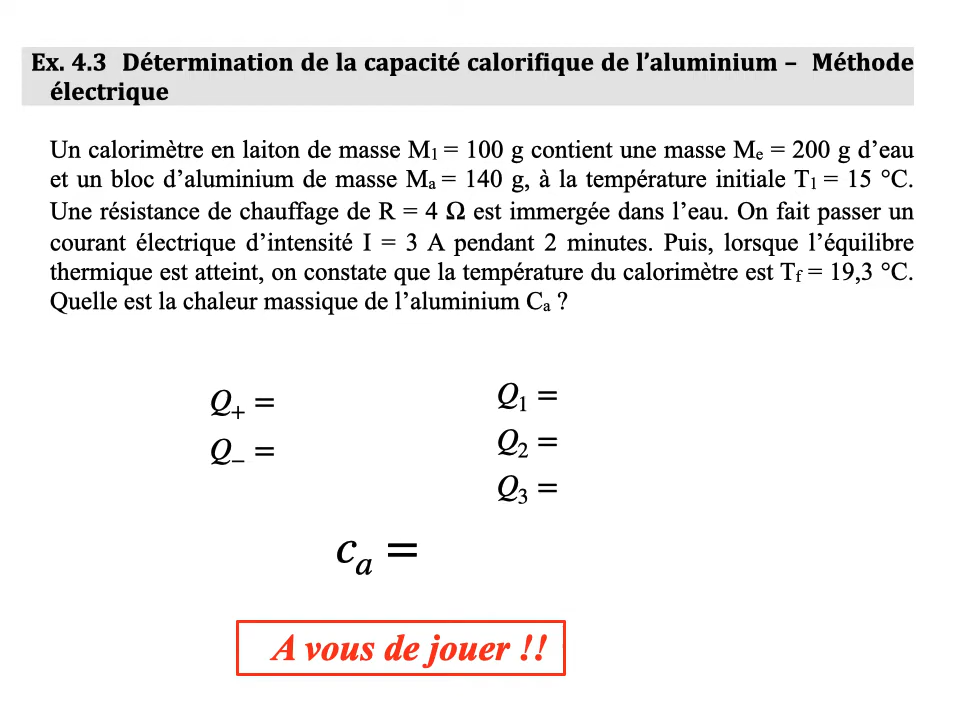 Ex. 4.3 Détermination de la capacité calorifique de l'aluminium – Méthode
électrique
Un calorimètre en laiton de masse M₁ = 100 g contient une masse Mₑ = 200 g d'eau
et un bloc d'aluminium de masse Mₐ = 140 g, à la température initiale T₁ = 15 °C.
Une résistance de chauffage de R = 4 Ω est immergée dans l'eau. On fait passer un
courant électrique d'intensité I = 3 A pendant 2 minutes. Puis, lorsque l'équilibre
thermique est atteint, on constate que la température du calorimètre est Tf = 19,3 °C.
Quelle est la chaleur massique de l'aluminium Cₐ ?
Q₊ =
Q₁ =
Q₋ =
Q₂ =
Q₃ =
cₐ =
A vous de jouer !!